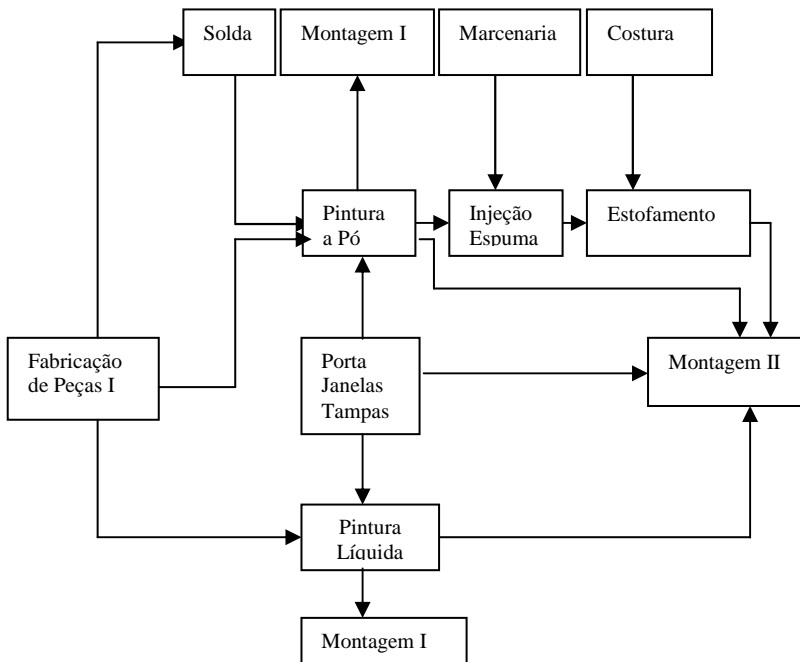 Solda
Montagem I
Marcenaria
Costura
Pintura
a Pó
Injeção
Espuma
Estofamento
Fabricação
de Peças I
Porta
Janelas
Tampas
Montagem II
Pintura
Líquida
Montagem I